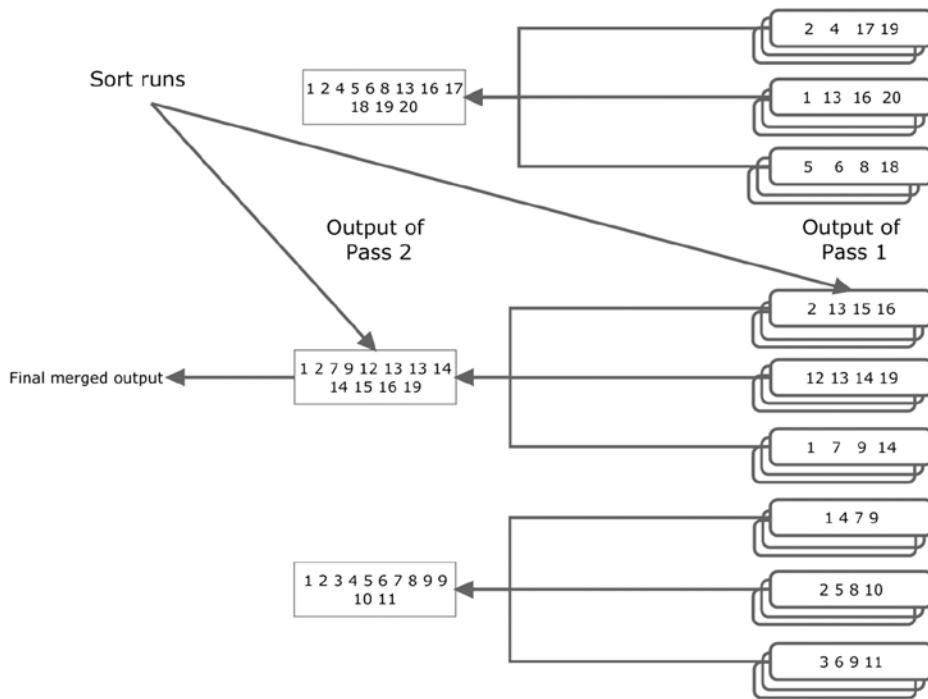 2 4 17 19
Sort runs
1 2 4 5 6 8 13 16 17
18 19 20
1 13 16 20
5 6 8 18
Output of
Pass 2
Output of
Pass 1
2 13 15 16
Final merged output
1 2 7 9 12 13 13 14
14 15 16 19
12 13 14 19
1 7 9 14
1 4 7 9
1 2 3 4 5 6 7 8 9 9
10 11
2 5 8 10
3 6 9 11